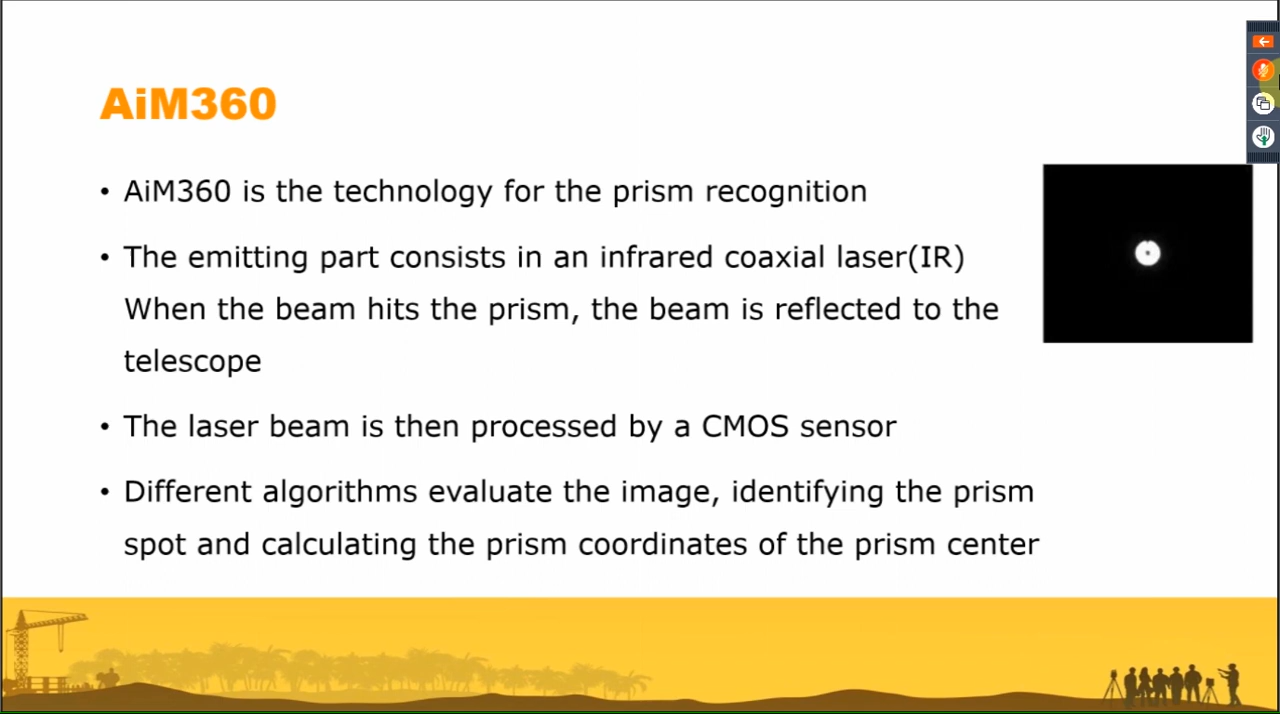 AiM360
• AiM360 is the technology for the prism recognition
• The emitting part consists in an infrared coaxial laser(IR)
When the beam hits the prism, the beam is reflected to the
telescope
• The laser beam is then processed by a CMOS sensor
• Different algorithms evaluate the image, identifying the prism
spot and calculating the prism coordinates of the prism center